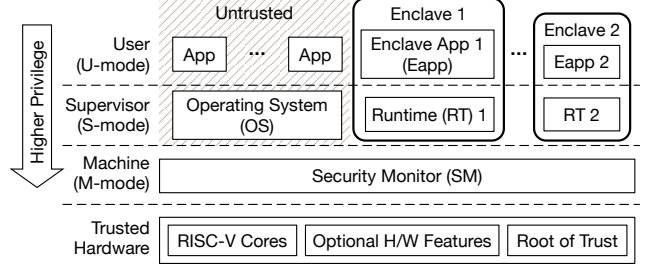 Untrusted
Enclave 1
Enclave 2
Higher Privilege
User
(U-mode)
App
...
App
Enclave App 1
(Eapp)
...
Eapp 2
Supervisor
(S-mode)
Operating System
(OS)
Runtime (RT) 1
RT 2
Machine
(M-mode)
Security Monitor (SM)
Trusted
Hardware
RISC-V Cores
Optional H/W Features
Root of Trust